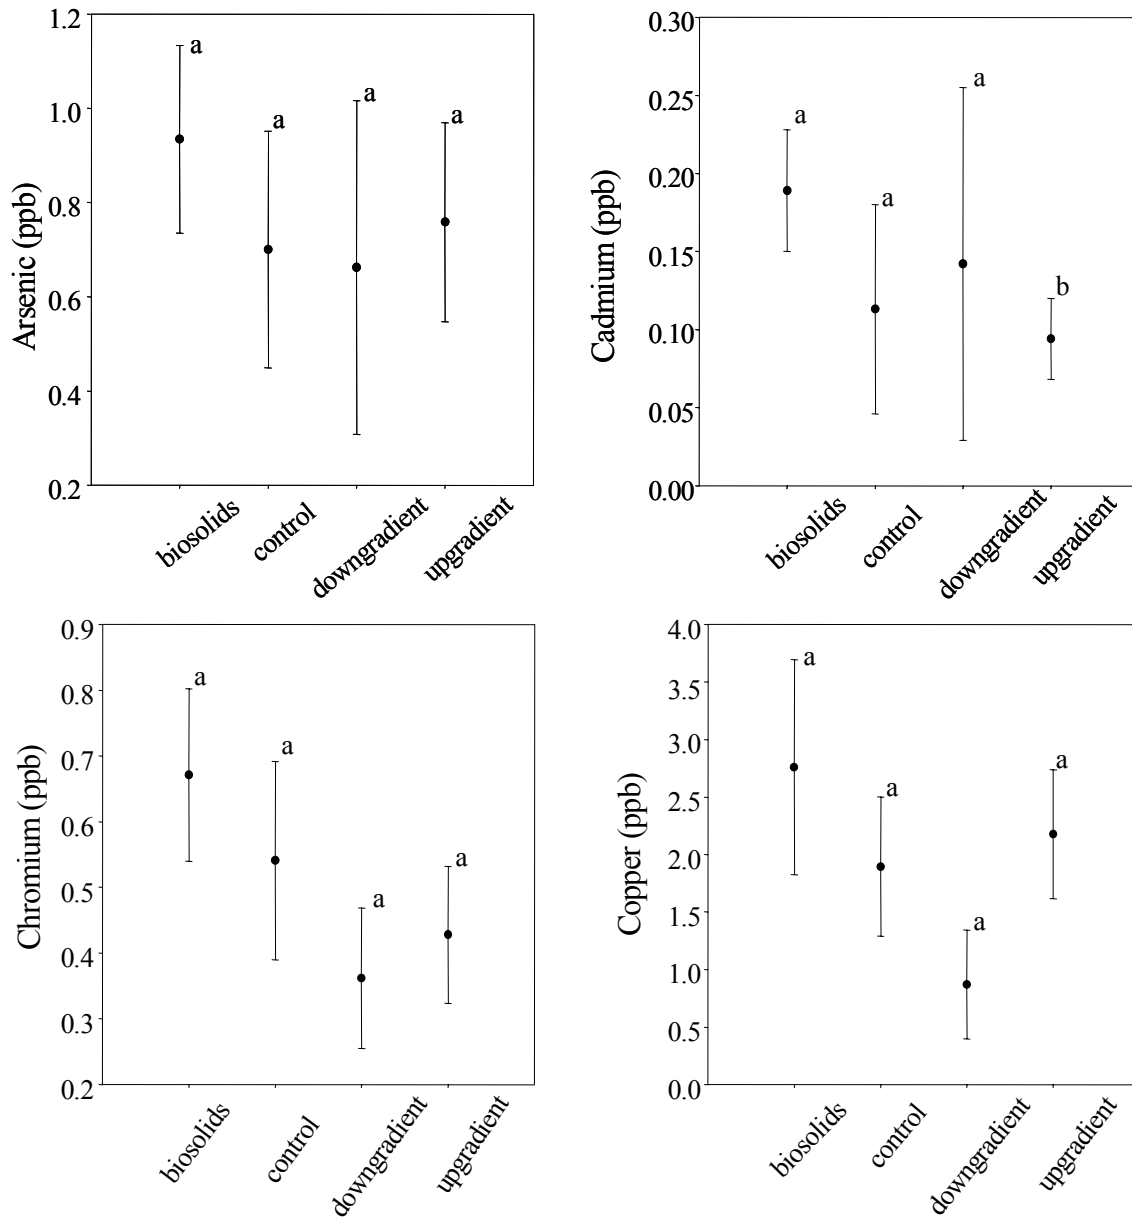 1.2
1.0
0.8
0.6
0.4
0.2
Arsenic (ppb)
a
a
a
a
biosolids
control
downgradient
upgradient
0.30
0.25
0.20
0.15
0.10
0.05
0.00
Cadmium (ppb)
a
a
a
b
biosolids
control
downgradient
upgradient
0.9
0.8
0.7
0.6
0.5
0.4
0.3
0.2
Chromium (ppb)
a
a
a
a
biosolids
control
downgradient
upgradient
4.0
3.5
3.0
2.5
2.0
1.5
1.0
0.5
0.0
Copper (ppb)
a
a
a
a
biosolids
control
downgradient
upgradient